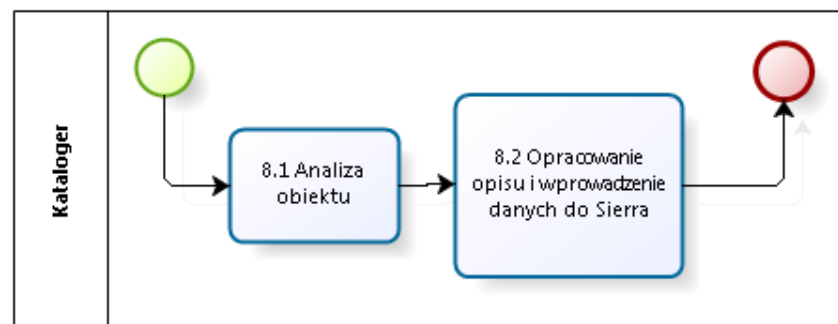 Kataloger
8.1 Analiza
obiektu
8.2 Opracowanie
opisu i wprowadzenie
danych do Sierra